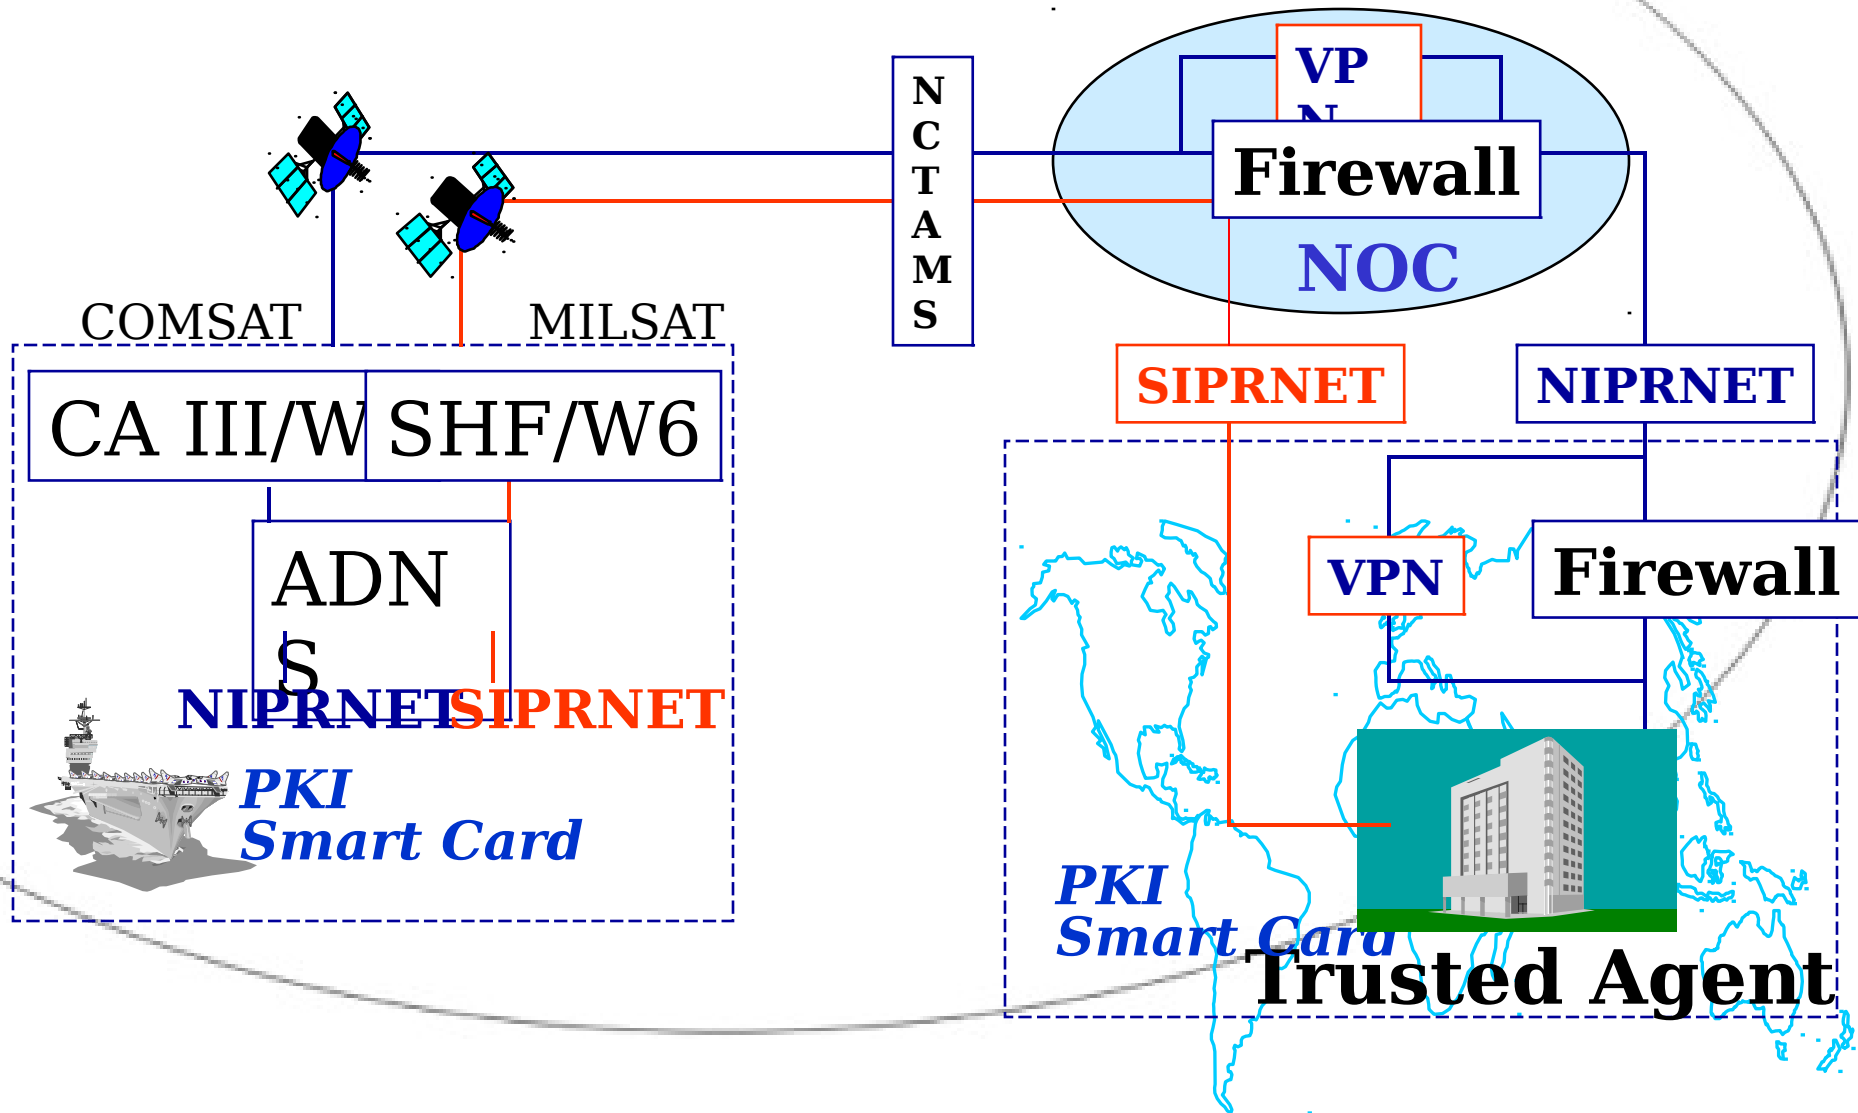 VP
N
N
C
T
A
M
S
Firewall
NOC
COMSAT
MILSAT
SIPRNET
NIPRNET
CA III/W
SHF/W6
ADN
S
VPN
Firewall
NIPRNET
SIPRNET
PKI
Smart Card
PKI
Smart Card
Trusted Agent